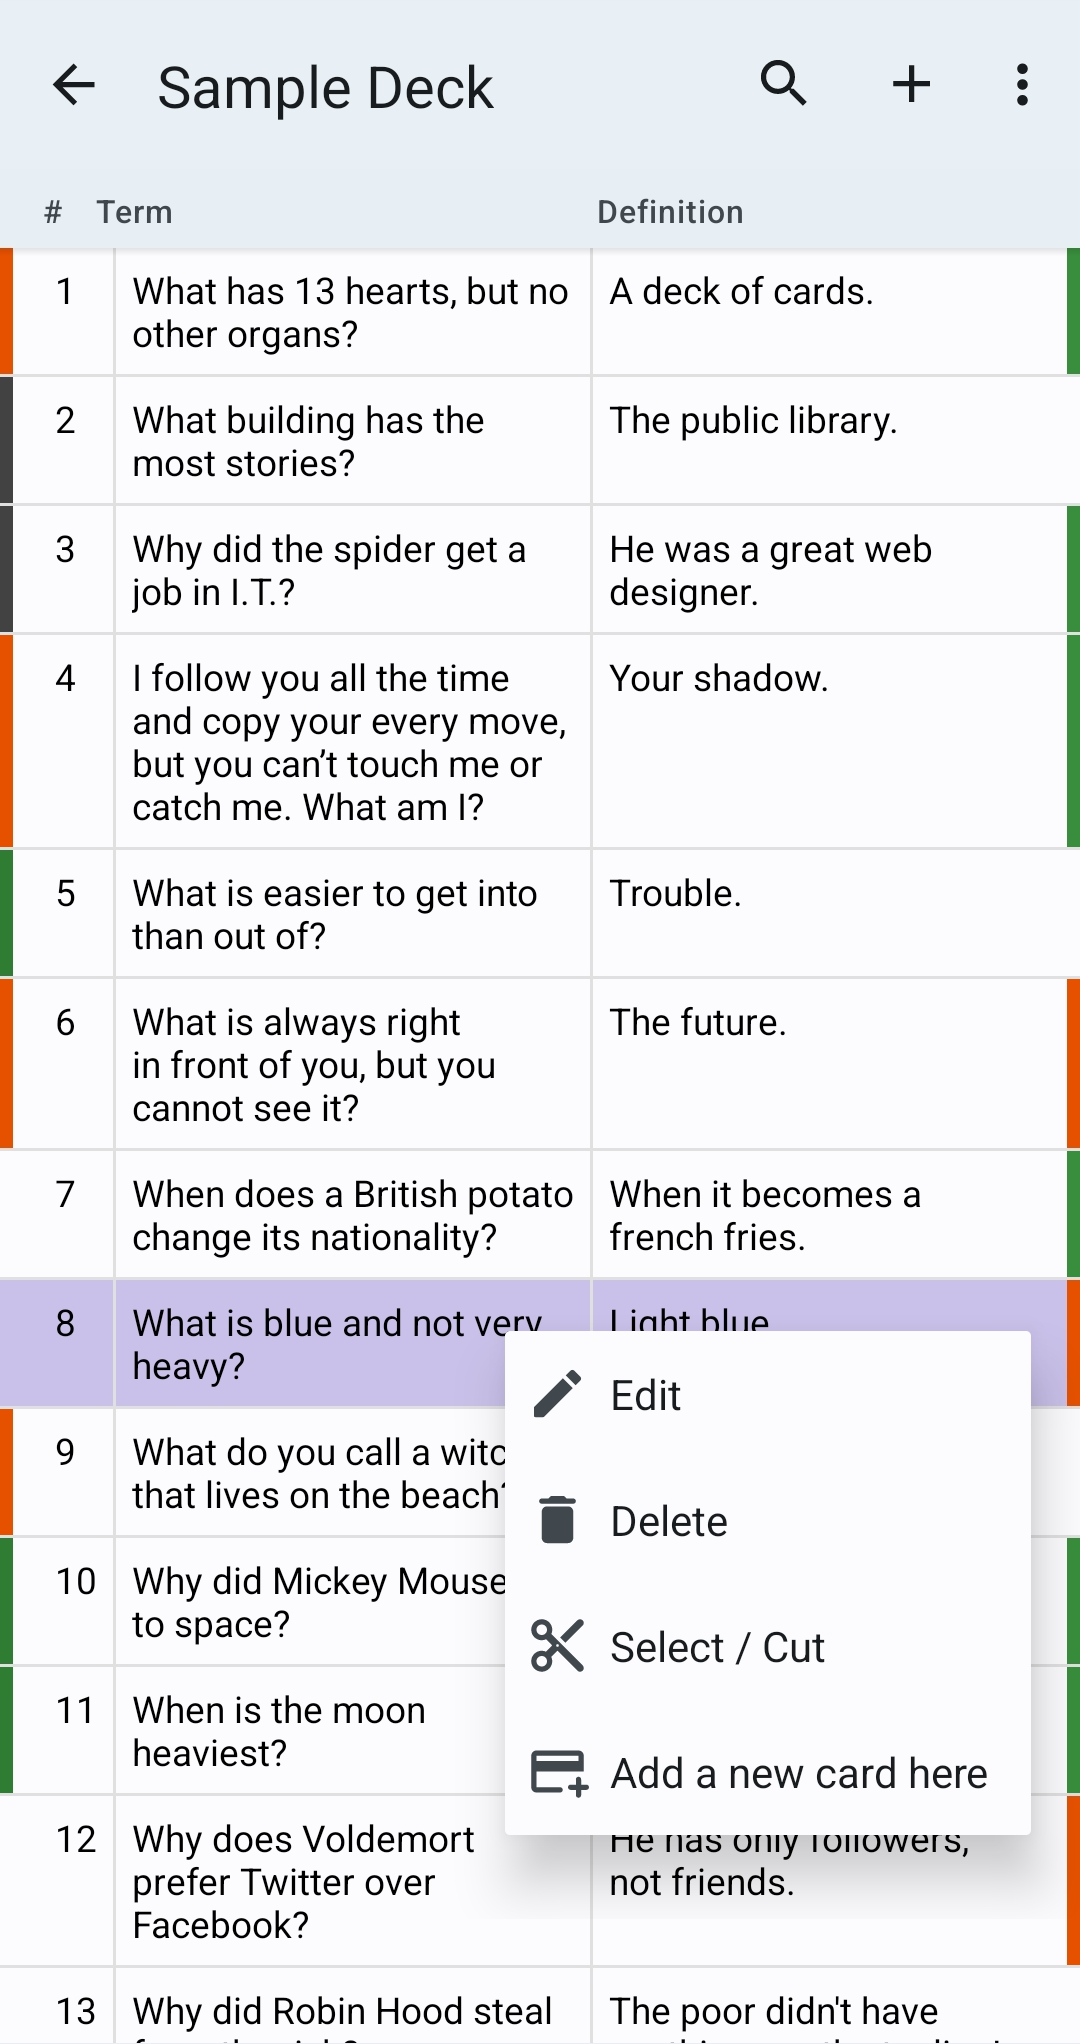 Sample Deck
# Term Definition
1 What has 13 hearts, but no A deck of cards.
other organs?
2 What building has the The public library.
most stories?
3 Why did the spider get a He was a great web
job in I.T.? designer.
4 I follow you all the time Your shadow.
and copy your every move,
but you can’t touch me or
catch me. What am I?
5 What is easier to get into Trouble.
than out of?
6 What is always right The future.
in front of you, but you
cannot see it?
7 When does a British potato When it becomes a
change its nationality? french fries.
8 What is blue and not very Light blue
heavy?
Edit
9 What do you call a
that lives on the beach
Delete
10 Why did Mickey Mouse
to space?
Select / Cut
11 When is the moon
heaviest?
Add a new card here
12 Why does Voldemort He has only followers,
prefer Twitter over not friends.
Facebook?
13 Why did Robin Hood steal The poor didn't have